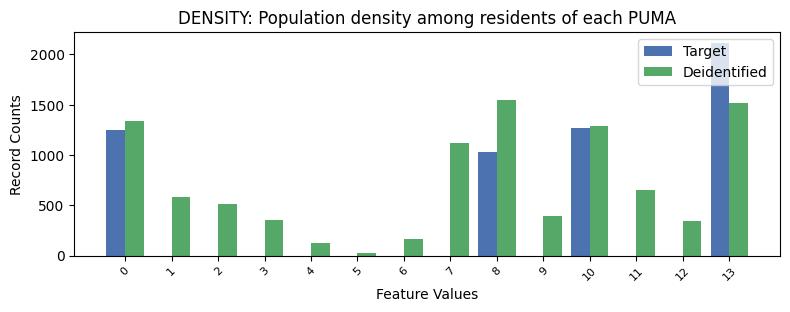 DENSITY: Population density among residents of each PUMA
Target
Deidentified
Record Counts
2000
1500
1000
500
0
0 1 2 3 4 5 6 7 8 9 10 11 12 13
Feature Values